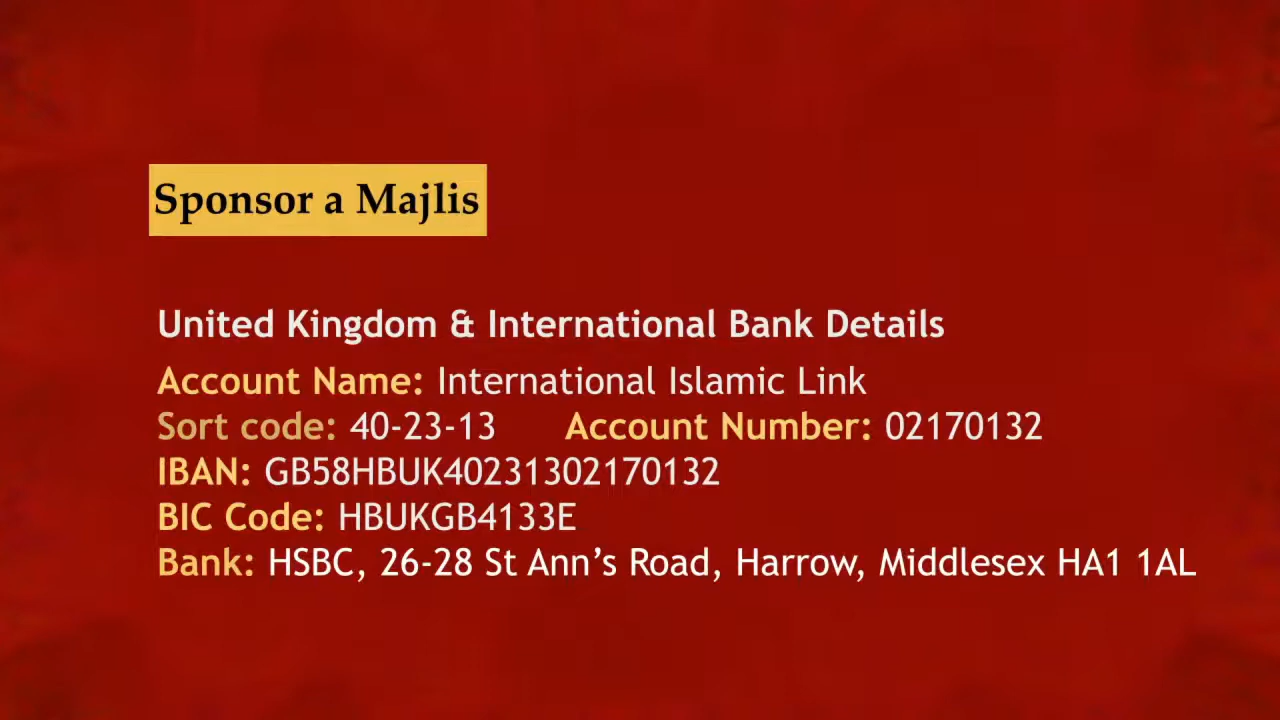 Sponsor a Majlis
United Kingdom & International Bank Details
Account Name: International Islamic Link
Sort code: 40-23-13 Account Number: 02170132
IBAN: GB58HBUK40231302170132
BIC Code: HBUKGB4133E
Bank: HSBC, 26-28 St Ann’s Road, Harrow, Middlesex HA1 1AL